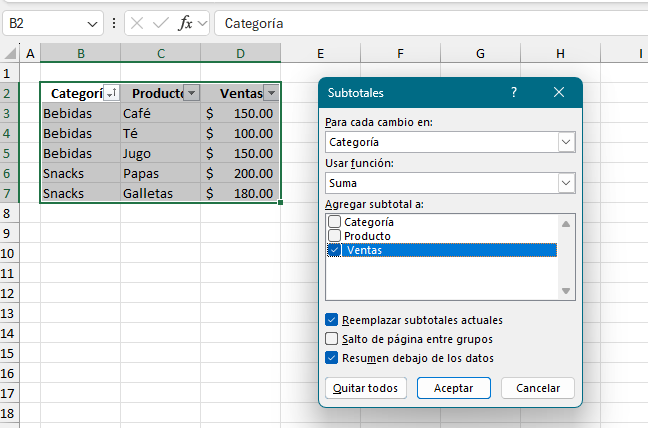 B2 fx Categoría
A B C D E F G H I
1
2 Categorí Producto Ventas
3 Bebidas Café $ 150.00
4 Bebidas Té $ 100.00
5 Bebidas Jugo $ 150.00
6 Snacks Papas $ 200.00
7 Snacks Galletas $ 180.00
8
9
10
11
12
13
14
15
16
17
18
Subtotales ?
Para cada cambio en:
Categoría
Usar función:
Suma
Agregar subtotal a:
Categoría
Producto
Ventas
Reemplazar subtotales actuales
Salto de página entre grupos
Resumen debajo de los datos
Quitar todos Aceptar Cancelar